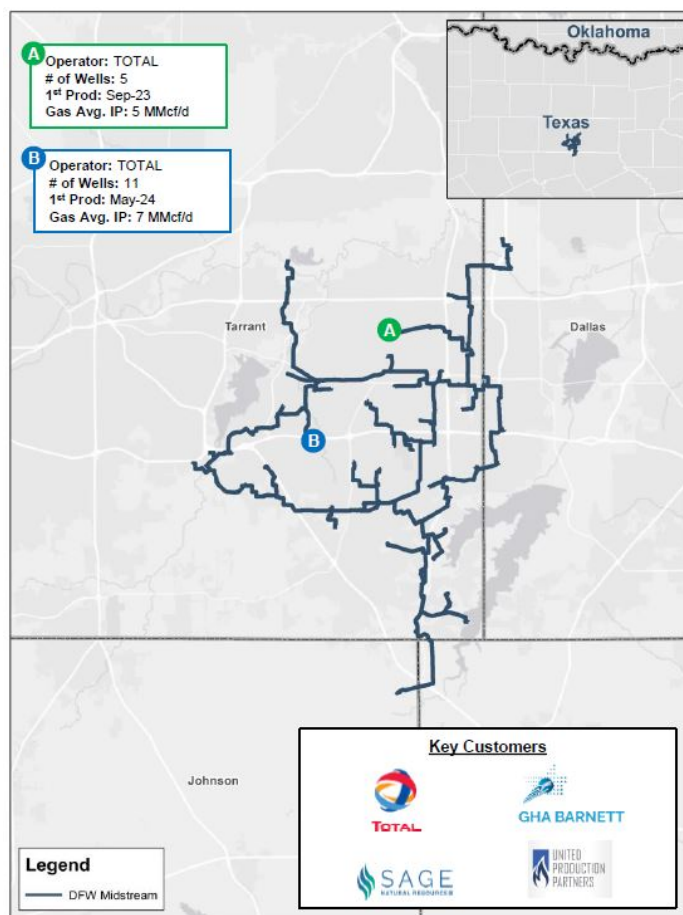 A
Operator: TOTAL
# of Wells: 5
1st Prod: Sep-23
Gas Avg. IP: 5 MMcf/d
B
Operator: TOTAL
# of Wells: 11
1st Prod: May-24
Gas Avg. IP: 7 MMcf/d
Oklahoma
Texas
Tarrant
A
Dallas
B
Johnson
Key Customers
TOTAL
GHA BARNETT
SAGE
NATURAL RESOURCES
UNITED
PRODUCTION
PARTNERS
Legend
DFW Midstream